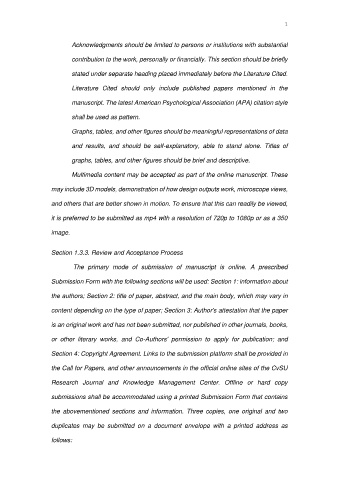 1
Acknowledgments should be limited to persons or institutions with substantial
contribution to the work, personally or financially. This section should be briefly
stated under separate heading placed immediately before the Literature Cited.
Literature Cited should only include published papers mentioned in the
manuscript. The latest American Psychological Association (APA) citation style
shall be used as pattern.
Graphs, tables, and other figures should be meaningful representations of data
and results, and should be self-explanatory, able to stand alone. Titles of
graphs, tables, and other figures should be brief and descriptive.
Multimedia content may be accepted as part of the online manuscript. These
may include 3D models, demonstration of how design outputs work, microscope views,
and others that are better shown in motion. To ensure that this can readily be viewed,
it is preferred to be submitted as mp4 with a resolution of 720p to 1080p or as a 350
image.
Section 1.3.3. Review and Acceptance Process
The primary mode of submission of manuscript is online. A prescribed
Submission Form with the following sections will be used: Section 1: information about
the authors; Section 2: title of paper, abstract, and the main body, which may vary in
content depending on the type of paper; Section 3: Author's attestation that the paper
is an original work and has not been submitted, nor published in other journals, books,
or other literary works, and Co-Authors' permission to apply for publication; and
Section 4: Copyright Agreement. Links to the submission platform shall be provided in
the Call for Papers, and other announcements in the official online sites of the CvSU
Research Journal and Knowledge Management Center. Offline or hard copy
submissions shall be accommodated using a printed Submission Form that contains
the abovementioned sections and information. Three copies, one original and two
duplicates may be submitted on a document envelope with a printed address as
follows: